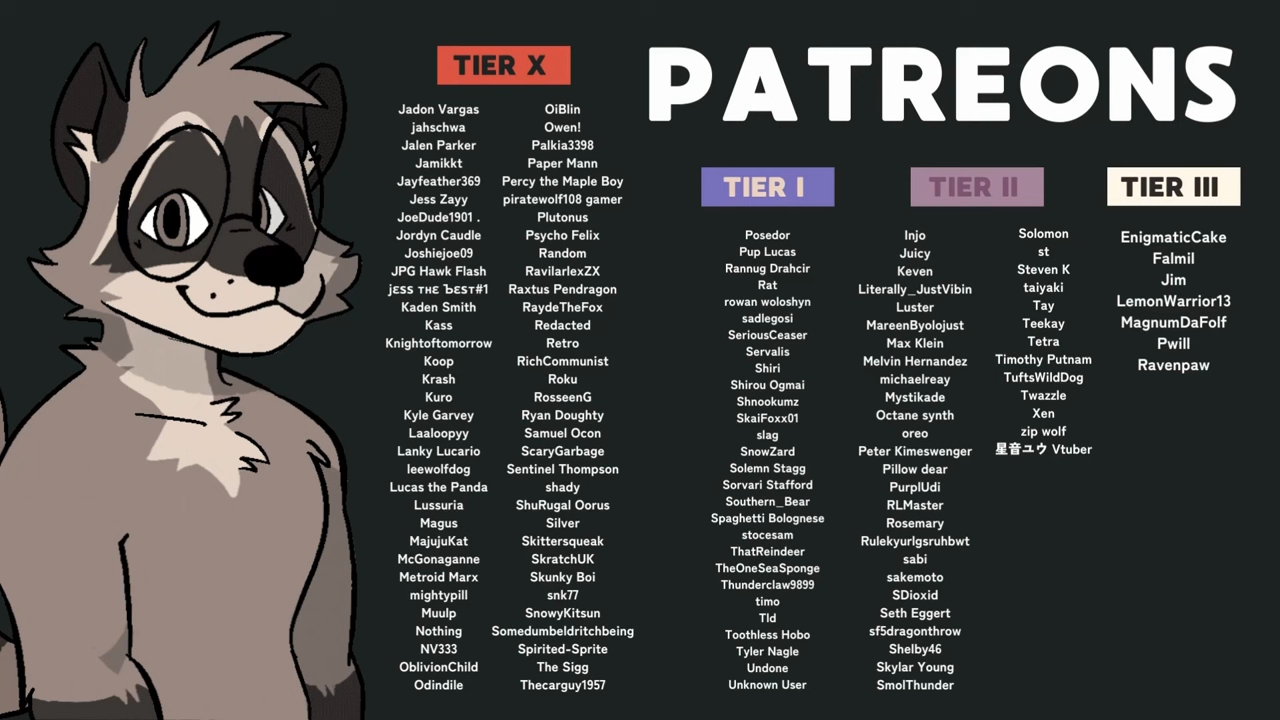 PATREONS
TIER X
Jadon Vargas
jahschwa
Jalen Parker
Jamikkt
Jayfeather369
Jess Zayy
JoeDude1901 .
Jordyn Caudle
Joshiejoe09
JPG Hawk Flash
jᴇss ᴛʜᴇ Ъᴇsᴛ#1
Kaden Smith
Kass
Knightoftomorrow
Koop
Krash
Kuro
Kyle Garvey
Laaloopyy
Lanky Lucario
leewolfdog
Lucas the Panda
Lussuria
Magus
MajujuKat
McGonaganne
Metroid Marx
mightypill
Muulp
Nothing
NV333
OblivionChild
Odindile
OiBlin
Owen!
Palkia3398
Paper Mann
Percy the Maple Boy
piratewolf108 gamer
Plutonus
Psycho Felix
Random
RavilarlexZX
Raxtus Pendragon
RaydeTheFox
Redacted
Retro
RichCommunist
Roku
RosseenG
Ryan Doughty
Samuel Ocon
ScaryGarbage
Sentinel Thompson
shady
ShuRugal Oorus
Silver
Skittersqueak
SkratchUK
Skunky Boi
snk77
SnowyKitsun
Somedumbeldritchbeing
Spirited-Sprite
The Sigg
Thecarguy1957
TIER I
Posedor
Pup Lucas
Rannug Drahcir
Rat
rowan woloshyn
sadlegosi
SeriousCeaser
Servalis
Shiri
Shirou Ogmai
Shnookumz
SkaiFoxx01
slag
SnowZard
Solemn Stagg
Sorvari Stafford
Southern_Bear
Spaghetti Bolognese
stocesam
ThatReindeer
TheOneSeaSponge
Thunderclaw9899
timo
Tld
Toothless Hobo
Tyler Nagle
Undone
Unknown User
TIER II
Injo
Juicy
Keven
Literally_JustVibin
Luster
MareenByolojust
Max Klein
Melvin Hernandez
michaelreay
Mystikade
Octane synth
oreo
Peter Kimeswenger
Pillow dear
PurplUdi
RLMaster
Rosemary
Rulekyurlgsruhbwt
sabi
sakemoto
SDioxid
Seth Eggert
sf5dragonthrow
Shelby46
Skylar Young
SmolThunder
Solomon
st
Steven K
taiyaki
Tay
Teekay
Tetra
Timothy Putnam
TuftsWildDog
Twazzle
Xen
zip wolf
星音ユウ Vtuber
TIER III
EnigmaticCake
Falmil
Jim
LemonWarrior13
MagnumDaFolf
Pwill
Ravenpaw